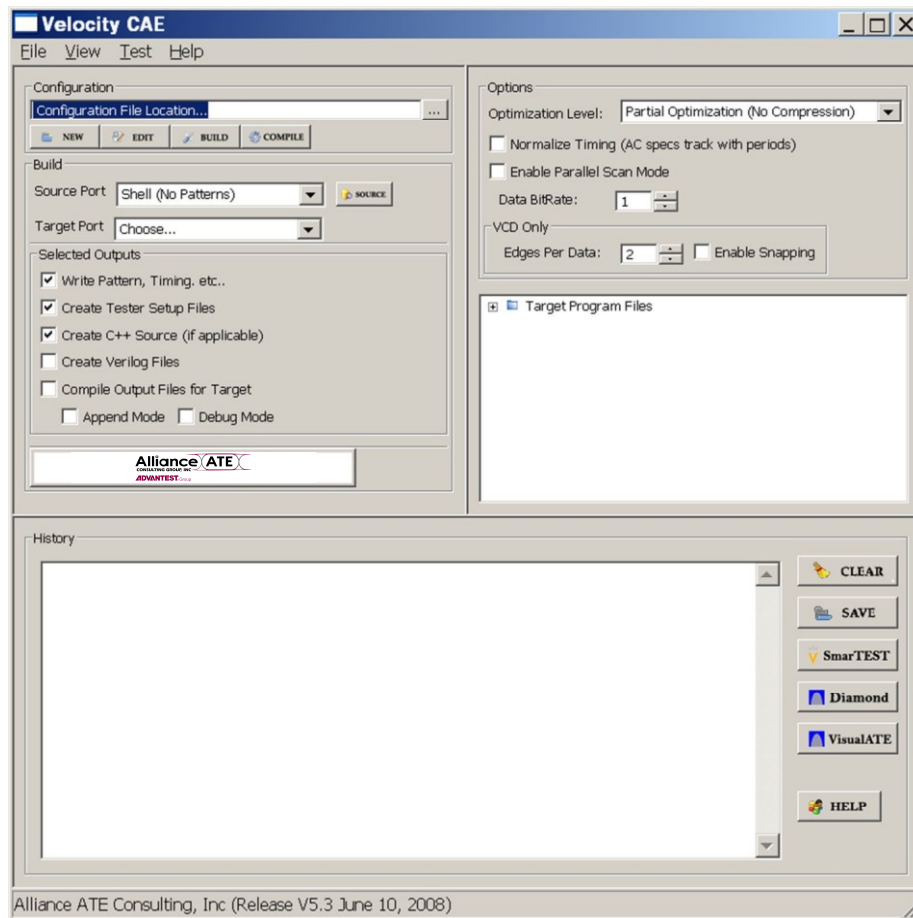 Velocity CAE
File View Test Help
Configuration
Configuration File Location...
...
NEW EDIT BUILD COMPILE
Build
Source Port Shell (No Patterns) SOURCE
Target Port Choose...
Selected Outputs
Write Pattern, Timing. etc..
Create Tester Setup Files
Create C++ Source (if applicable)
Create Verilog Files
Compile Output Files for Target
Append Mode Debug Mode
Alliance ATE
CONSULTING GROUP, INC
ADVANTEST Group
Options
Optimization Level: Partial Optimization (No Compression)
Normalize Timing (AC specs track with periods)
Enable Parallel Scan Mode
Data BitRate: 1
VCD Only
Edges Per Data: 2 Enable Snapping
Target Program Files
History
CLEAR
SAVE
SmarTEST
Diamond
VisualATE
HELP
Alliance ATE Consulting, Inc (Release V5.3 June 10, 2008)